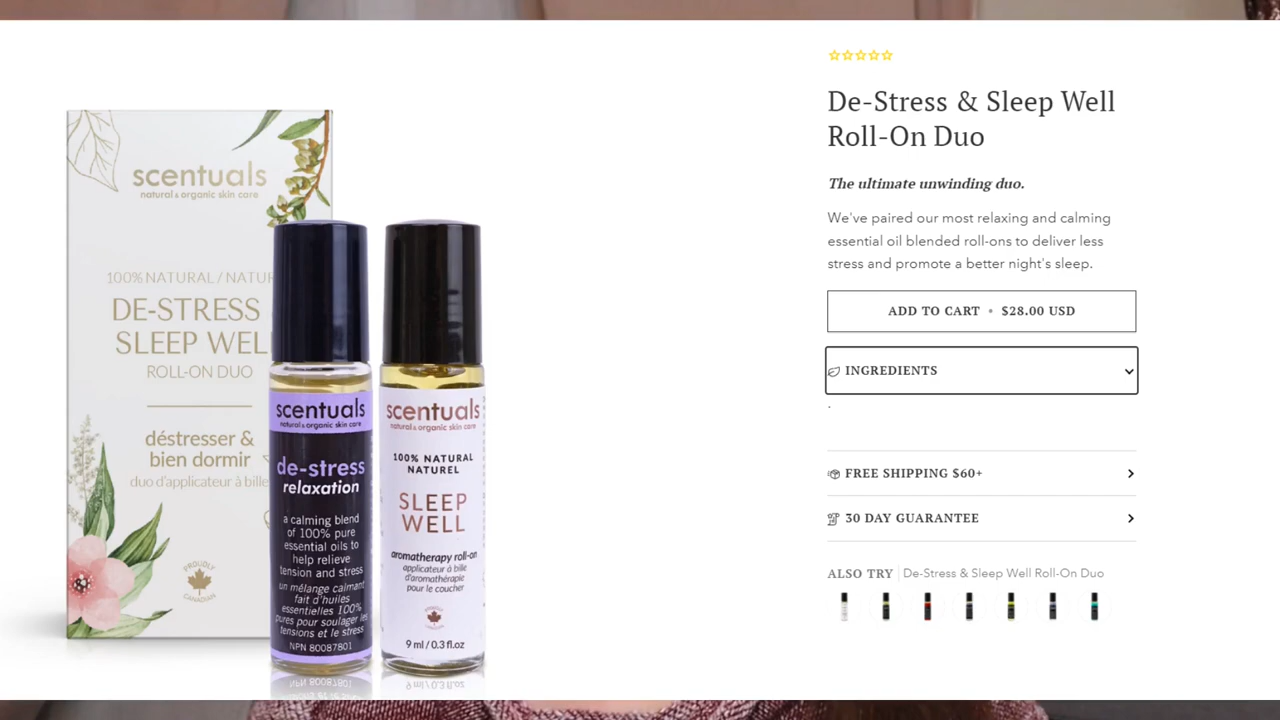 scentuals
natural & organic skin care
100% NATURAL / NATUR
DE-STRESS
SLEEP WELL
ROLL-ON DUO
déstresser &
bien dormir
duo d'applicateur à bille
PROUDLY
CANADIAN
scentuals
natural & organic skin care
de-stress
relaxation
a calming blend
of 100% pure
essential oils to
help relieve
tension and stress
un mélange calmant
fait d'huiles
essentielles 100%
pures pour soulager les
tensions et le stress
NPN 80087801
scentuals
natural & organic skin care
100% NATURAL
NATUREL
SLEEP
WELL
aromatherapy roll-on
applicateur à bille
d'aromathérapie
pour le coucher
9 ml / 0.3 fl.oz
De-Stress & Sleep Well
Roll-On Duo
The ultimate unwinding duo.
We've paired our most relaxing and calming
essential oil blended roll-ons to deliver less
stress and promote a better night's sleep.
ADD TO CART • $28.00 USD
INGREDIENTS
.
FREE SHIPPING $60+
30 DAY GUARANTEE
ALSO TRY De-Stress & Sleep Well Roll-On Duo